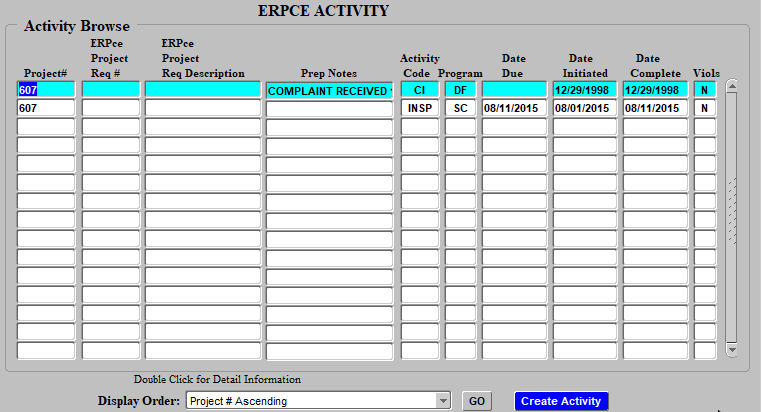 ERPCE ACTIVITY
Activity Browse
ERPce ERPce
Project Project Activity Date Date Date
Project# Req # Req Description Prep Notes Code Program Due Initiated Complete Viols
607 COMPLAINT RECEIVED CI DF 12/29/1998 12/29/1998 N
607 INSP SC 08/11/2015 08/01/2015 08/11/2015 N
Double Click for Detail Information
Display Order: Project # Ascending GO Create Activity